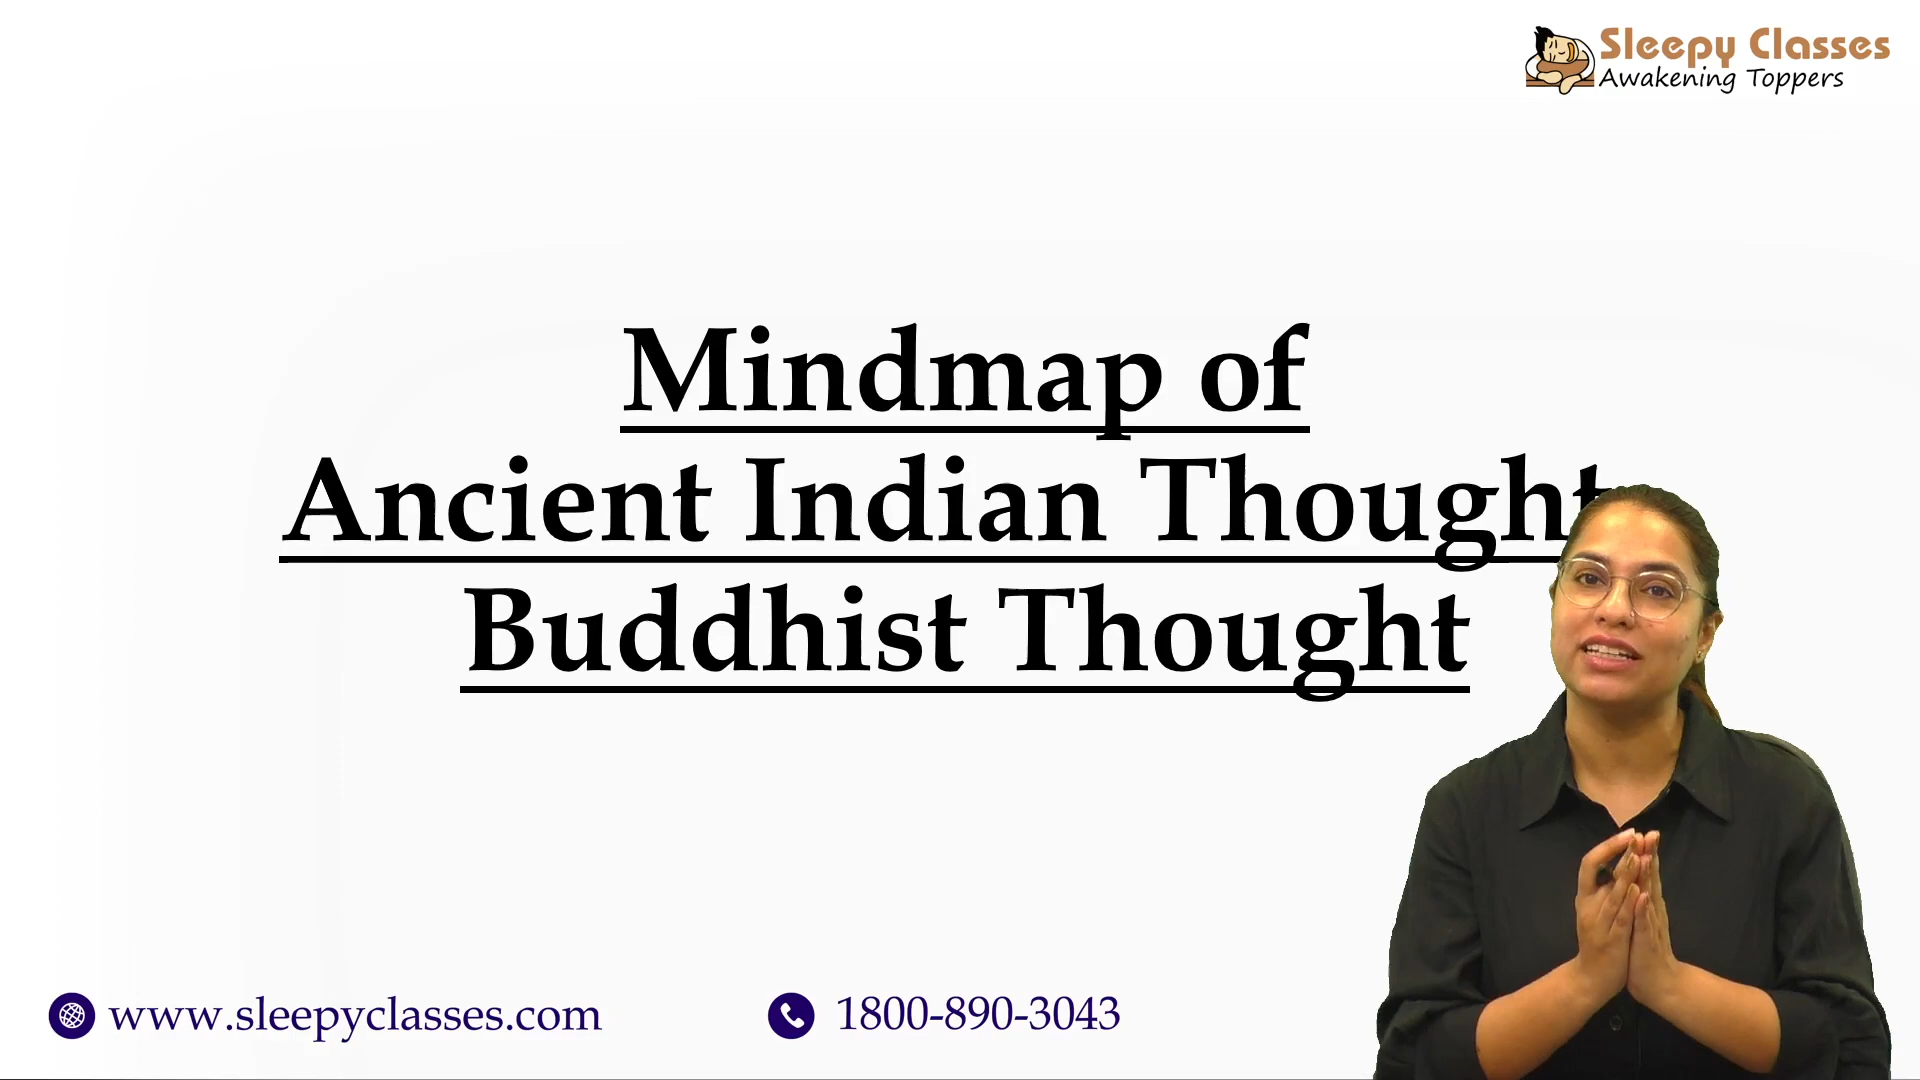 Sleepy Classes
Awakening Toppers
Mindmap of
Ancient Indian Thought
Buddhist Thought
www.sleepyclasses.com
1800-890-3043